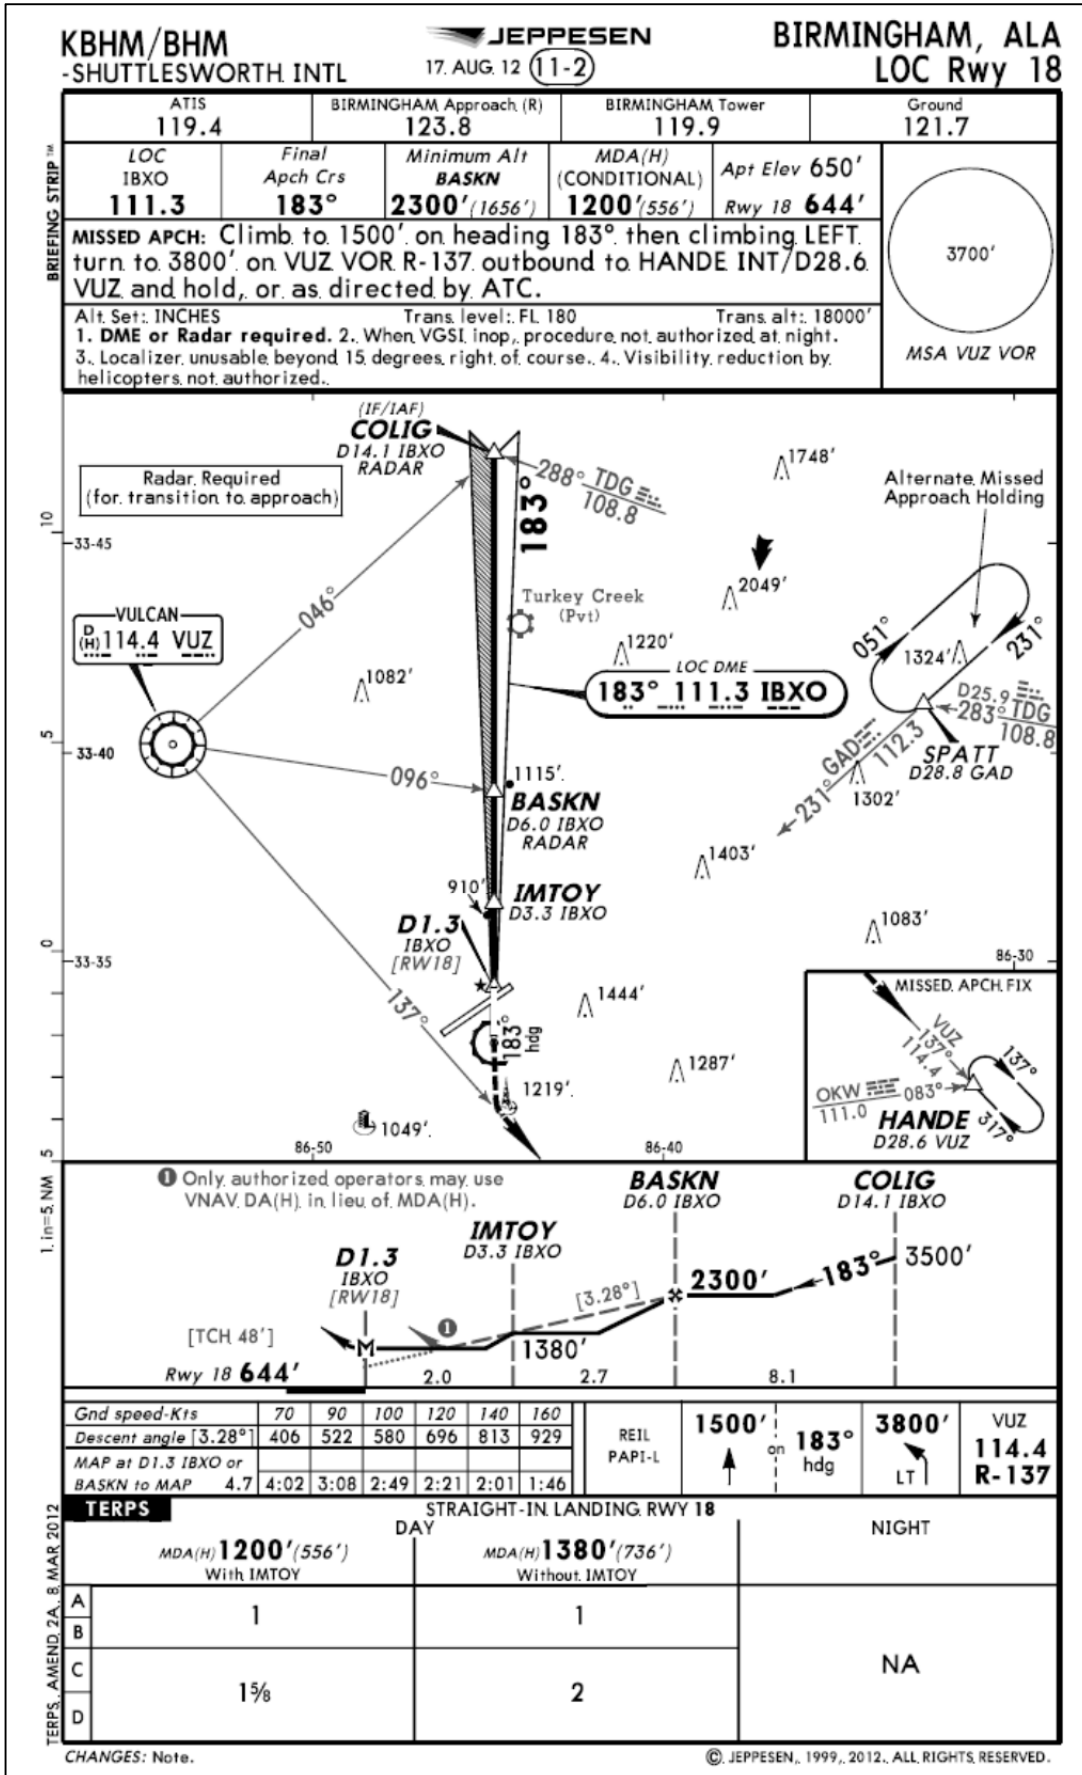 KBHM/BHM
-SHUTTLESWORTH INTL
JEPPESEN
17 AUG 12 11-2
BIRMINGHAM, ALA
LOC Rwy 18
ATIS
119.4
BIRMINGHAM Approach (R)
123.8
BIRMINGHAM Tower
119.9
Ground
121.7
BRIEFING STRIP TM
LOC
IBXO
111.3
Final
Apch Crs
183°
Minimum Alt
BASKN
2300'(1656')
MDA(H)
(CONDITIONAL)
1200'(556')
Apt Elev 650'
Rwy 18 644'
MISSED APCH: Climb to 1500' on heading 183° then climbing LEFT
turn to 3800' on VUZ VOR R-137 outbound to HANDE INT/D28.6
VUZ and hold, or as directed by ATC.
Alt Set: INCHES Trans level: FL 180 Trans alt: 18000'
1. DME or Radar required. 2. When VGSI inop, procedure not authorized at night.
3. Localizer unusable beyond 15 degrees right of course. 4. Visibility reduction by
helicopters not authorized.
3700'
MSA VUZ VOR
(IF/IAF)
COLIG
D14.1 IBXO
RADAR
Radar Required
(for transition to approach)
288° TDG
108.8
183°
1748'
Alternate Missed
Approach Holding
10
33-45
2049'
046°
Turkey Creek
(Pvt)
VULCAN
D
(H) 114.4 VUZ
1220'
051°
1324'
231°
1082'
LOC DME
183° 111.3 IBXO
D25.9
283° TDG
108.8
5
33-40
GAD
112.3
231°
SPATT
D28.8 GAD
1302'
096°
1115'
BASKN
D6.0 IBXO
RADAR
1403'
910'
IMTOY
D3.3 IBXO
D1.3
IBXO
[RW18]
1083'
0
33-35
86-30
137°
1444'
183°
hdg
MISSED APCH FIX
VUZ
137°
114.4
137°
OKW 083°
111.0
HANDE
D28.6 VUZ
317°
1287'
1219'
1049'
86-50
86-40
5
1 in=5 NM
1 Only authorized operators may use
VNAV DA(H) in lieu of MDA(H).
BASKN
D6.0 IBXO
COLIG
D14.1 IBXO
IMTOY
D3.3 IBXO
D1.3
IBXO
[RW18]
2300'
183°
3500'
[3.28°]
1
[TCH 48']
M
1380'
Rwy 18 644'
2.0
2.7
8.1
Gnd speed-Kts 70 90 100 120 140 160
Descent angle [3.28°] 406 522 580 696 813 929
MAP at D1.3 IBXO or
BASKN to MAP 4.7 4:02 3:08 2:49 2:21 2:01 1:46
REIL
PAPI-L
1500'
on
183°
hdg
3800'
LT
VUZ
114.4
R-137
TERPS
STRAIGHT-IN LANDING RWY 18
DAY
NIGHT
MDA(H) 1200'(556')
With IMTOY
MDA(H) 1380'(736')
Without IMTOY
A
B
C
D
1
1
1⅝
2
NA
TERPS AMEND 2A, 8 MAR 2012
CHANGES: Note.
© JEPPESEN, 1999, 2012. ALL RIGHTS RESERVED.